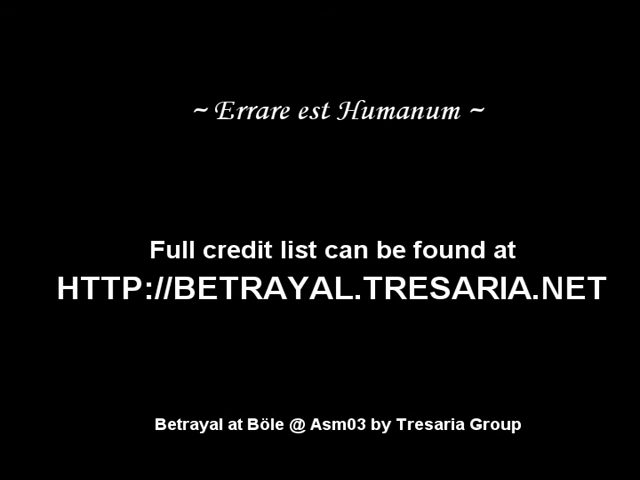 ~ Errare est Humanum ~
Full credit list can be found at
HTTP://BETRAYAL.TRESARIA.NET
Betrayal at Böle @ Asm03 by Tresaria Group